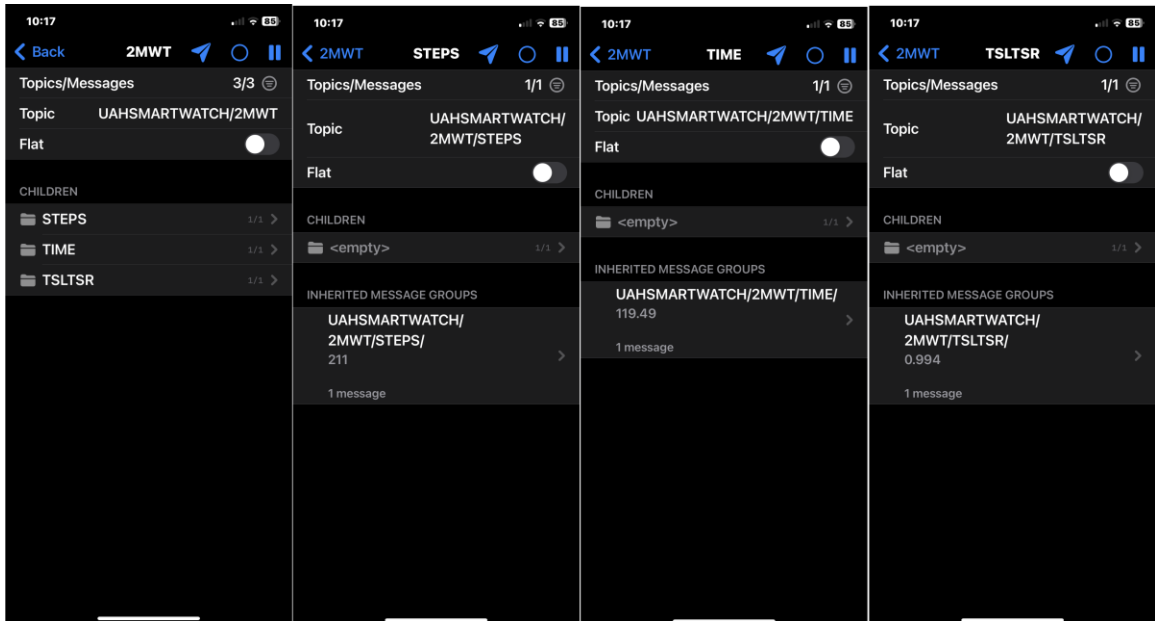 10:17
85
Back
2MWT
Topics/Messages 3/3
Topic UAHSMARTWATCH/2MWT
Flat
CHILDREN
STEPS 1/1
TIME 1/1
TSLTSR 1/1
10:17
85
2MWT
STEPS
Topics/Messages 1/1
Topic
UAHSMARTWATCH/
2MWT/STEPS
Flat
CHILDREN
<empty> 1/1
INHERITED MESSAGE GROUPS
UAHSMARTWATCH/
2MWT/STEPS/
211
1 message
10:17
85
2MWT
TIME
Topics/Messages 1/1
Topic UAHSMARTWATCH/2MWT/TIME
Flat
CHILDREN
<empty> 1/1
INHERITED MESSAGE GROUPS
UAHSMARTWATCH/2MWT/TIME/
119.49
1 message
10:17
85
2MWT
TSLTSR
Topics/Messages 1/1
Topic
UAHSMARTWATCH/
2MWT/TSLTSR
Flat
CHILDREN
<empty> 1/1
INHERITED MESSAGE GROUPS
UAHSMARTWATCH/
2MWT/TSLTSR/
0.994
1 message